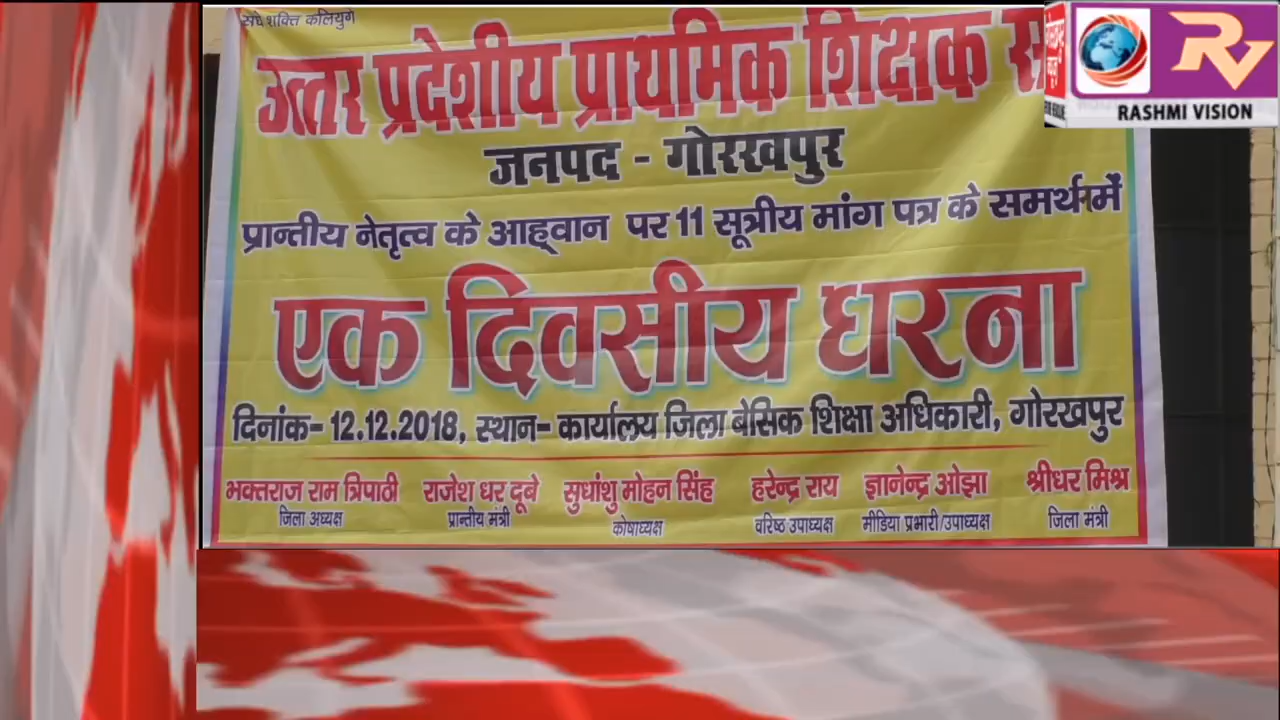 संघे शक्ति कलियुगे
उत्तर प्रदेशीय प्राथमिक शिक्षक
जनपद - गोरखपुर
प्रान्तीय नेतृत्व के आह्वान पर 11 सूत्रीय मांग पत्र के समर्थन में
एक दिवसीय धरना
दिनांक- 12.12.2018, स्थान- कार्यालय जिला बेसिक शिक्षा अधिकारी, गोरखपुर
भक्तराज राम त्रिपाठी राजेश धर दूबे सुधांशु मोहन सिंह हरेन्द्र राय ज्ञानेन्द्र ओझा श्रीधर मिश्र
जिला अध्यक्ष प्रान्तीय मंत्री कोषाध्यक्ष वरिष्ठ उपाध्यक्ष मीडिया प्रभारी/उपाध्यक्ष जिला मंत्री
RV
RASHMI VISION